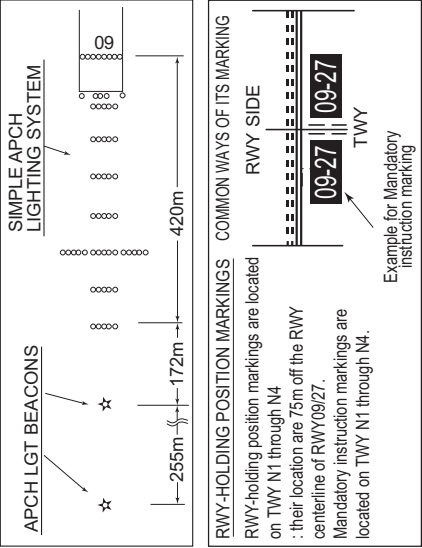 APCH LGT BEACONS
SIMPLE APCH
LIGHTING SYSTEM
09
255m
172m
420m
RWY-HOLDING POSITION MARKINGS
RWY-holding position markings are located
on TWY N1 through N4
: their location are 75m off the RWY
centerline of RWY09/27.
Mandatory instruction markings are
located on TWY N1 through N4.
COMMON WAYS OF ITS MARKING
RWY SIDE
09-27
09-27
TWY
Example for Mandatory
instruction marking